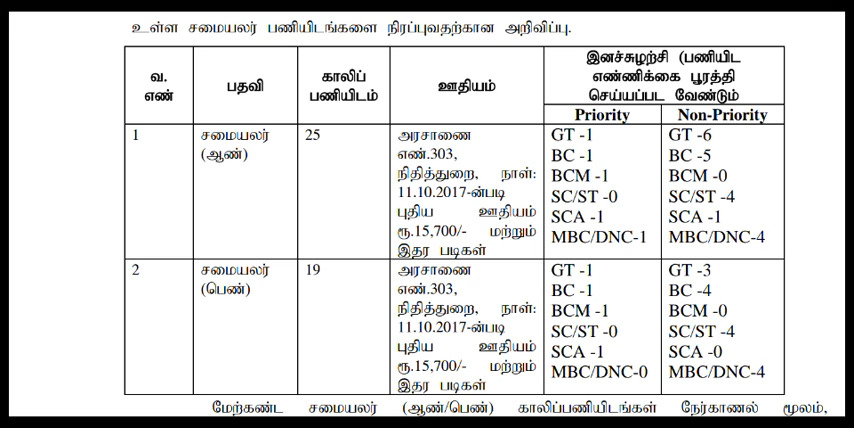 உள்ள சமையலர் பணியிடங்களை நிரப்புவதற்கான அறிவிப்பு.
வ. எண்
பதவி
காலிப் பணியிடம்
ஊதியம்
இனச்சுழற்சி (பணியிட எண்ணிக்கை பூர்த்தி செய்யப்பட வேண்டும்
Priority
Non-Priority
1
சமையலர் (ஆண்)
25
அரசாணை
எண்.303,
நிதித்துறை, நாள்:
11.10.2017-ன்படி
புதிய ஊதியம்
ரூ.15,700/- மற்றும்
இதர படிகள்
GT -1
BC -1
BCM -1
SC/ST -0
SCA -1
MBC/DNC-1
GT -6
BC -5
BCM -0
SC/ST -4
SCA -1
MBC/DNC-4
2
சமையலர் (பெண்)
19
அரசாணை
எண்.303,
நிதித்துறை, நாள்:
11.10.2017-ன்படி
புதிய ஊதியம்
ரூ.15,700/- மற்றும்
இதர படிகள்
GT -1
BC -1
BCM -1
SC/ST -0
SCA -1
MBC/DNC-0
GT -3
BC -4
BCM -0
SC/ST -4
SCA -0
MBC/DNC-4
மேற்கண்ட சமையலர் (ஆண்/பெண்) காலிப்பணியிடங்கள் நேர்காணல் மூலம்,